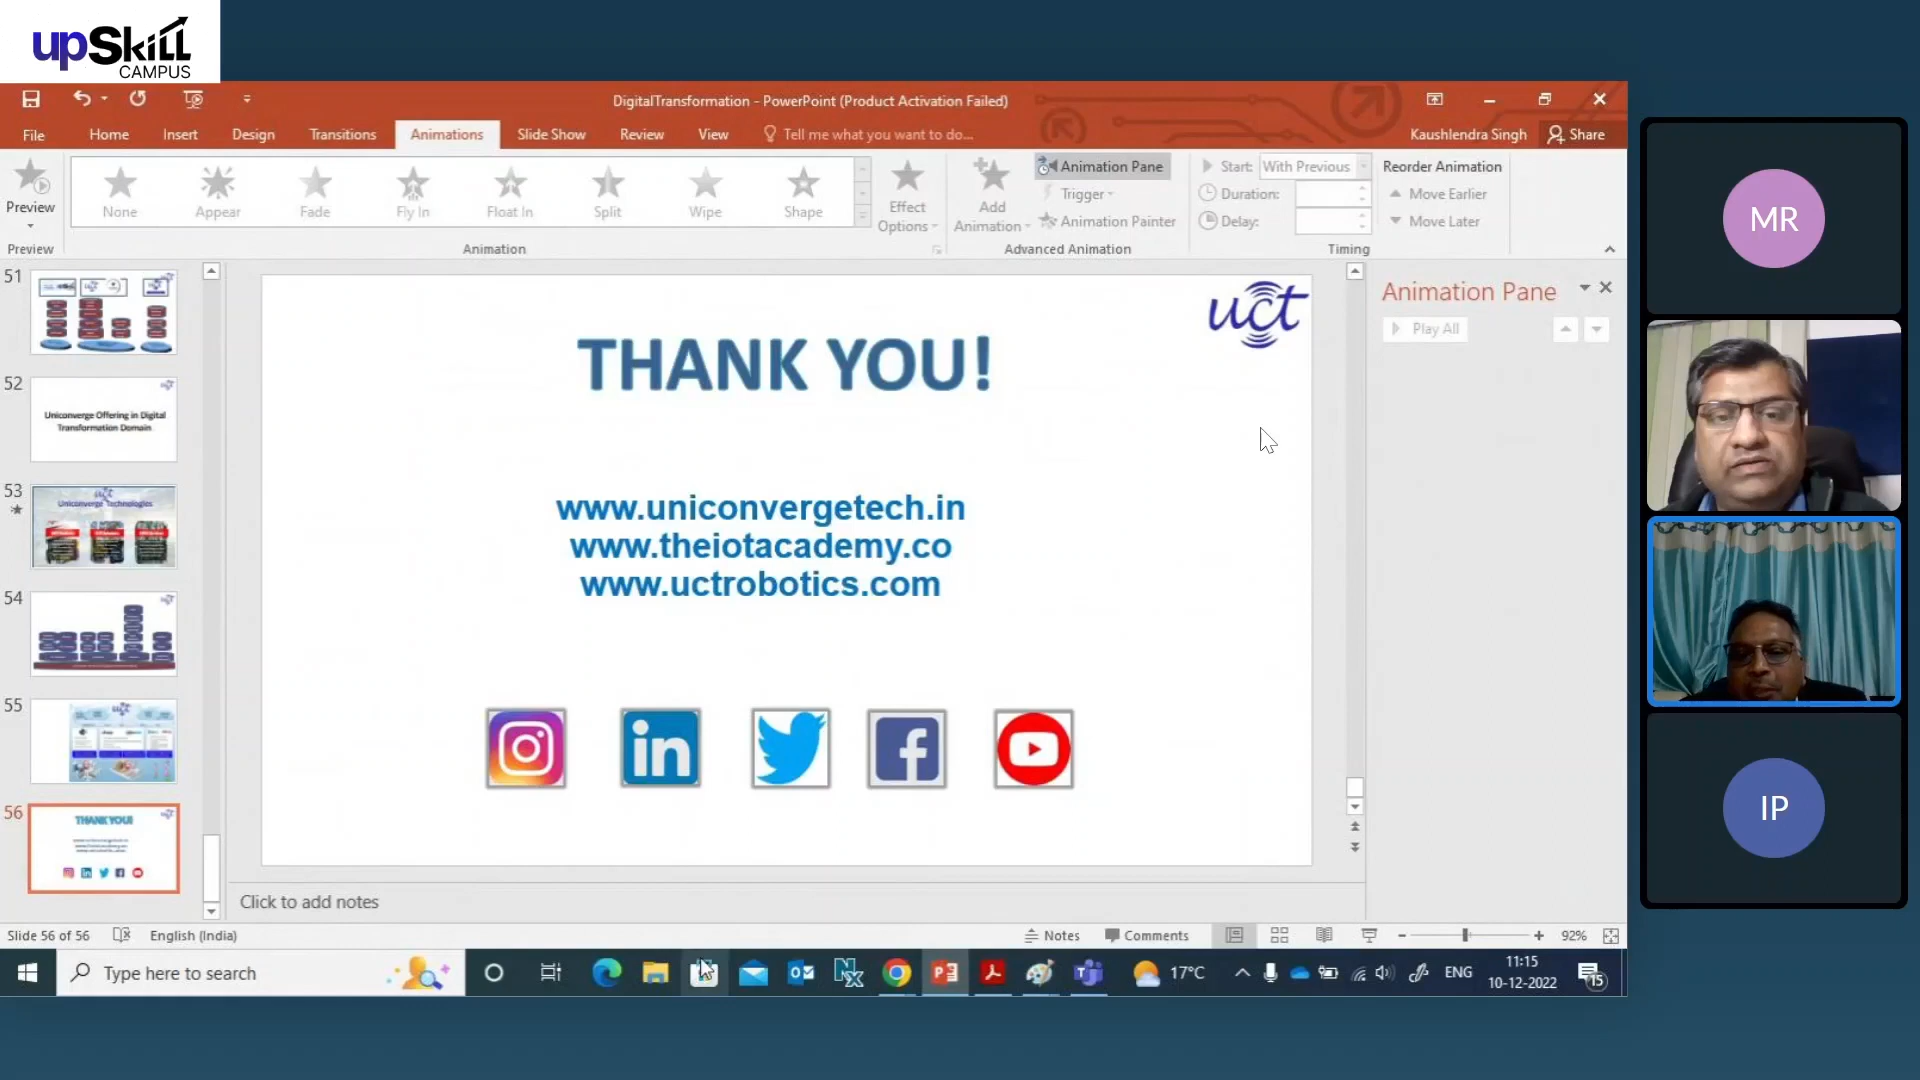 upSkill
CAMPUS
DigitalTransformation - PowerPoint (Product Activation Failed)
File Home Insert Design Transitions Animations Slide Show Review View Tell me what you want to do... Kaushlendra Singh Share
Preview
None Appear Fade Fly In Float In Split Wipe Shape
Effect Options
Add Animation
Animation Pane
Trigger
Animation Painter
Start: With Previous
Duration:
Delay:
Reorder Animation
Move Earlier
Move Later
Preview Animation Advanced Animation Timing
51
52
Uniconverge Offering in Digital
Transformation Domain
53
uct
Uniconverge Technologies
54
55
uct
56
THANK YOU!
uct
THANK YOU!
www.uniconvergetech.in
www.theiotacademy.co
www.uctrobotics.com
in
f
Click to add notes
Animation Pane
Play All
MR
IP
Slide 56 of 56 English (India) Notes Comments 92%
Type here to search
17°C ENG
11:15
10-12-2022
15